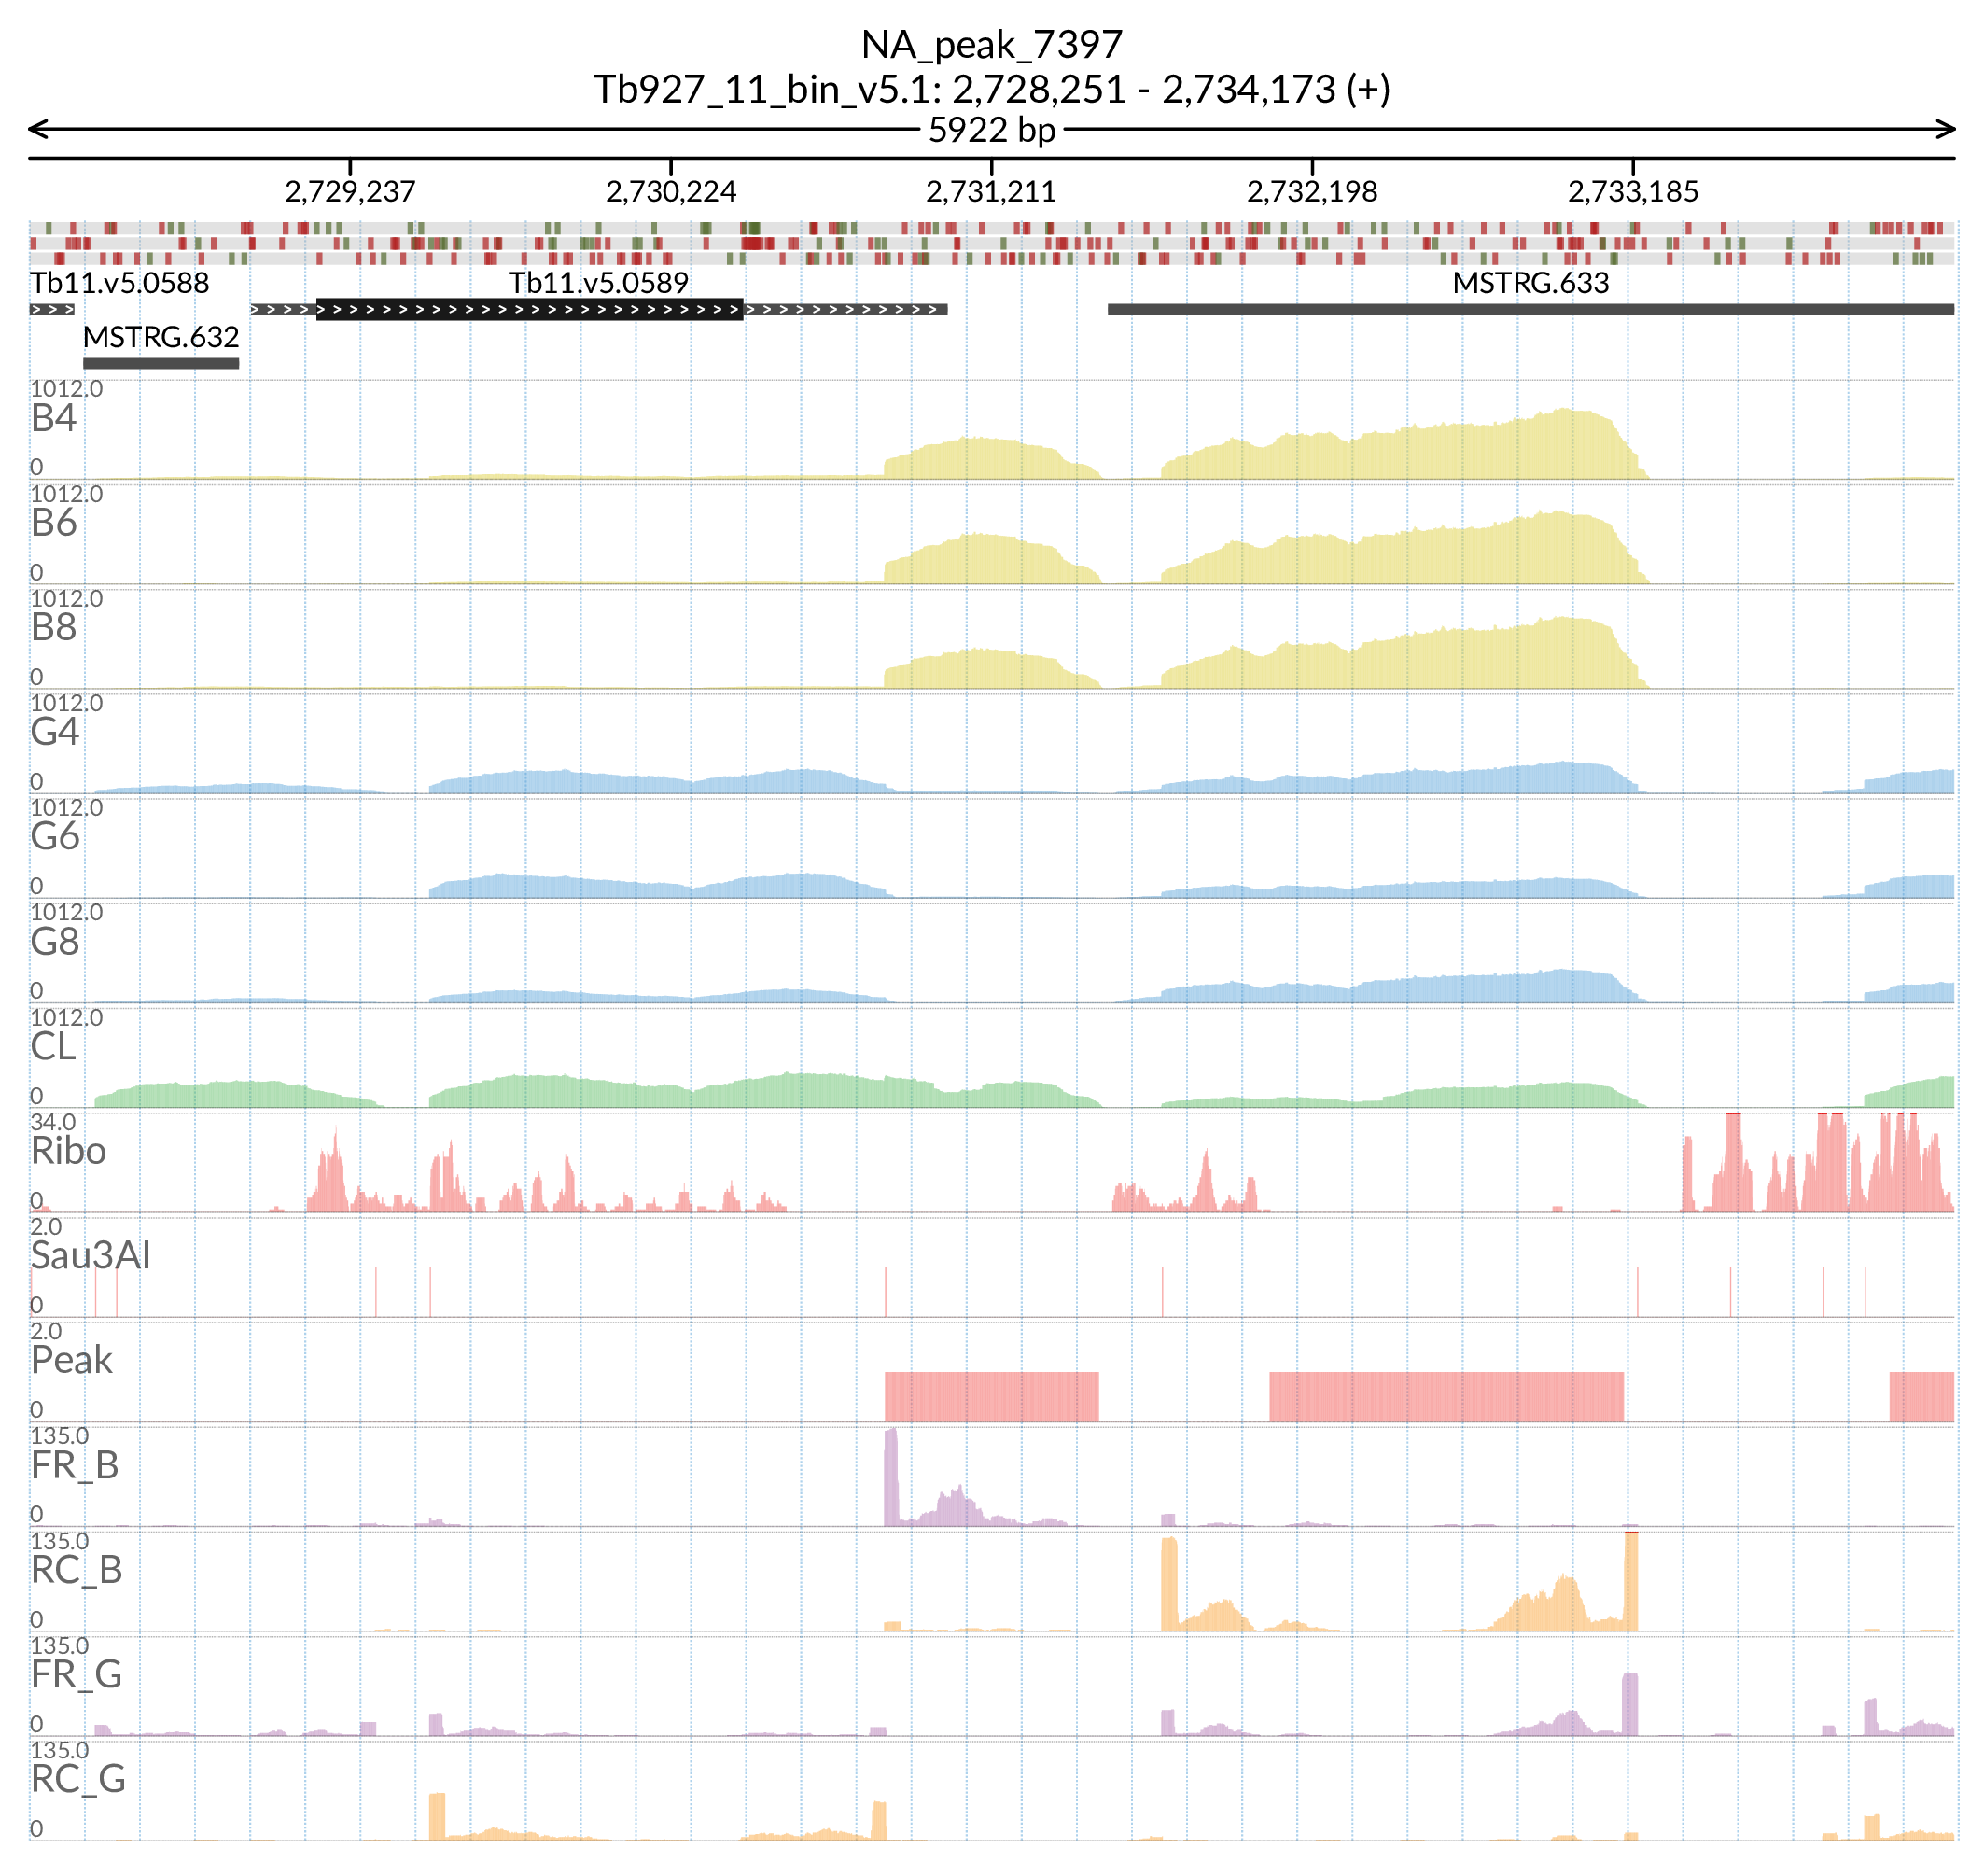 NA_peak_7397
Tb927_11_bin_v5.1: 2,728,251 - 2,734,173 (+)
5922 bp
2,729,237 2,730,224 2,731,211 2,732,198 2,733,185
Tb11.v5.0588 Tb11.v5.0589 MSTRG.633
MSTRG.632
1012.0
B4
0
1012.0
B6
0
1012.0
B8
0
1012.0
G4
0
1012.0
G6
0
1012.0
G8
0
1012.0
CL
0
34.0
Ribo
0
2.0
Sau3AI
0
2.0
Peak
0
135.0
FR_B
0
135.0
RC_B
0
135.0
FR_G
0
135.0
RC_G
0